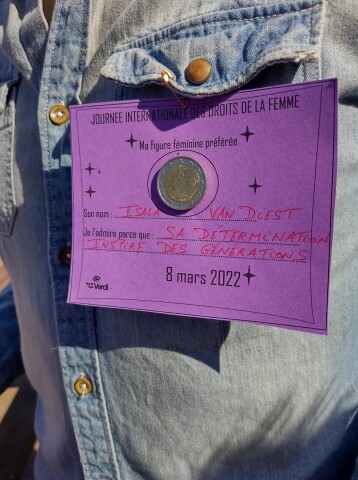 JOURNEE INTERNATIONALE DES DROITS DE LA FEMME
Ma figure féminine préférée
Son nom : ISALA VAN DIEST
Je l'admire parce que : SA DÉTERMINATION
INSPIRE DES GÉNÉRATIONS
8 mars 2022
Verdi